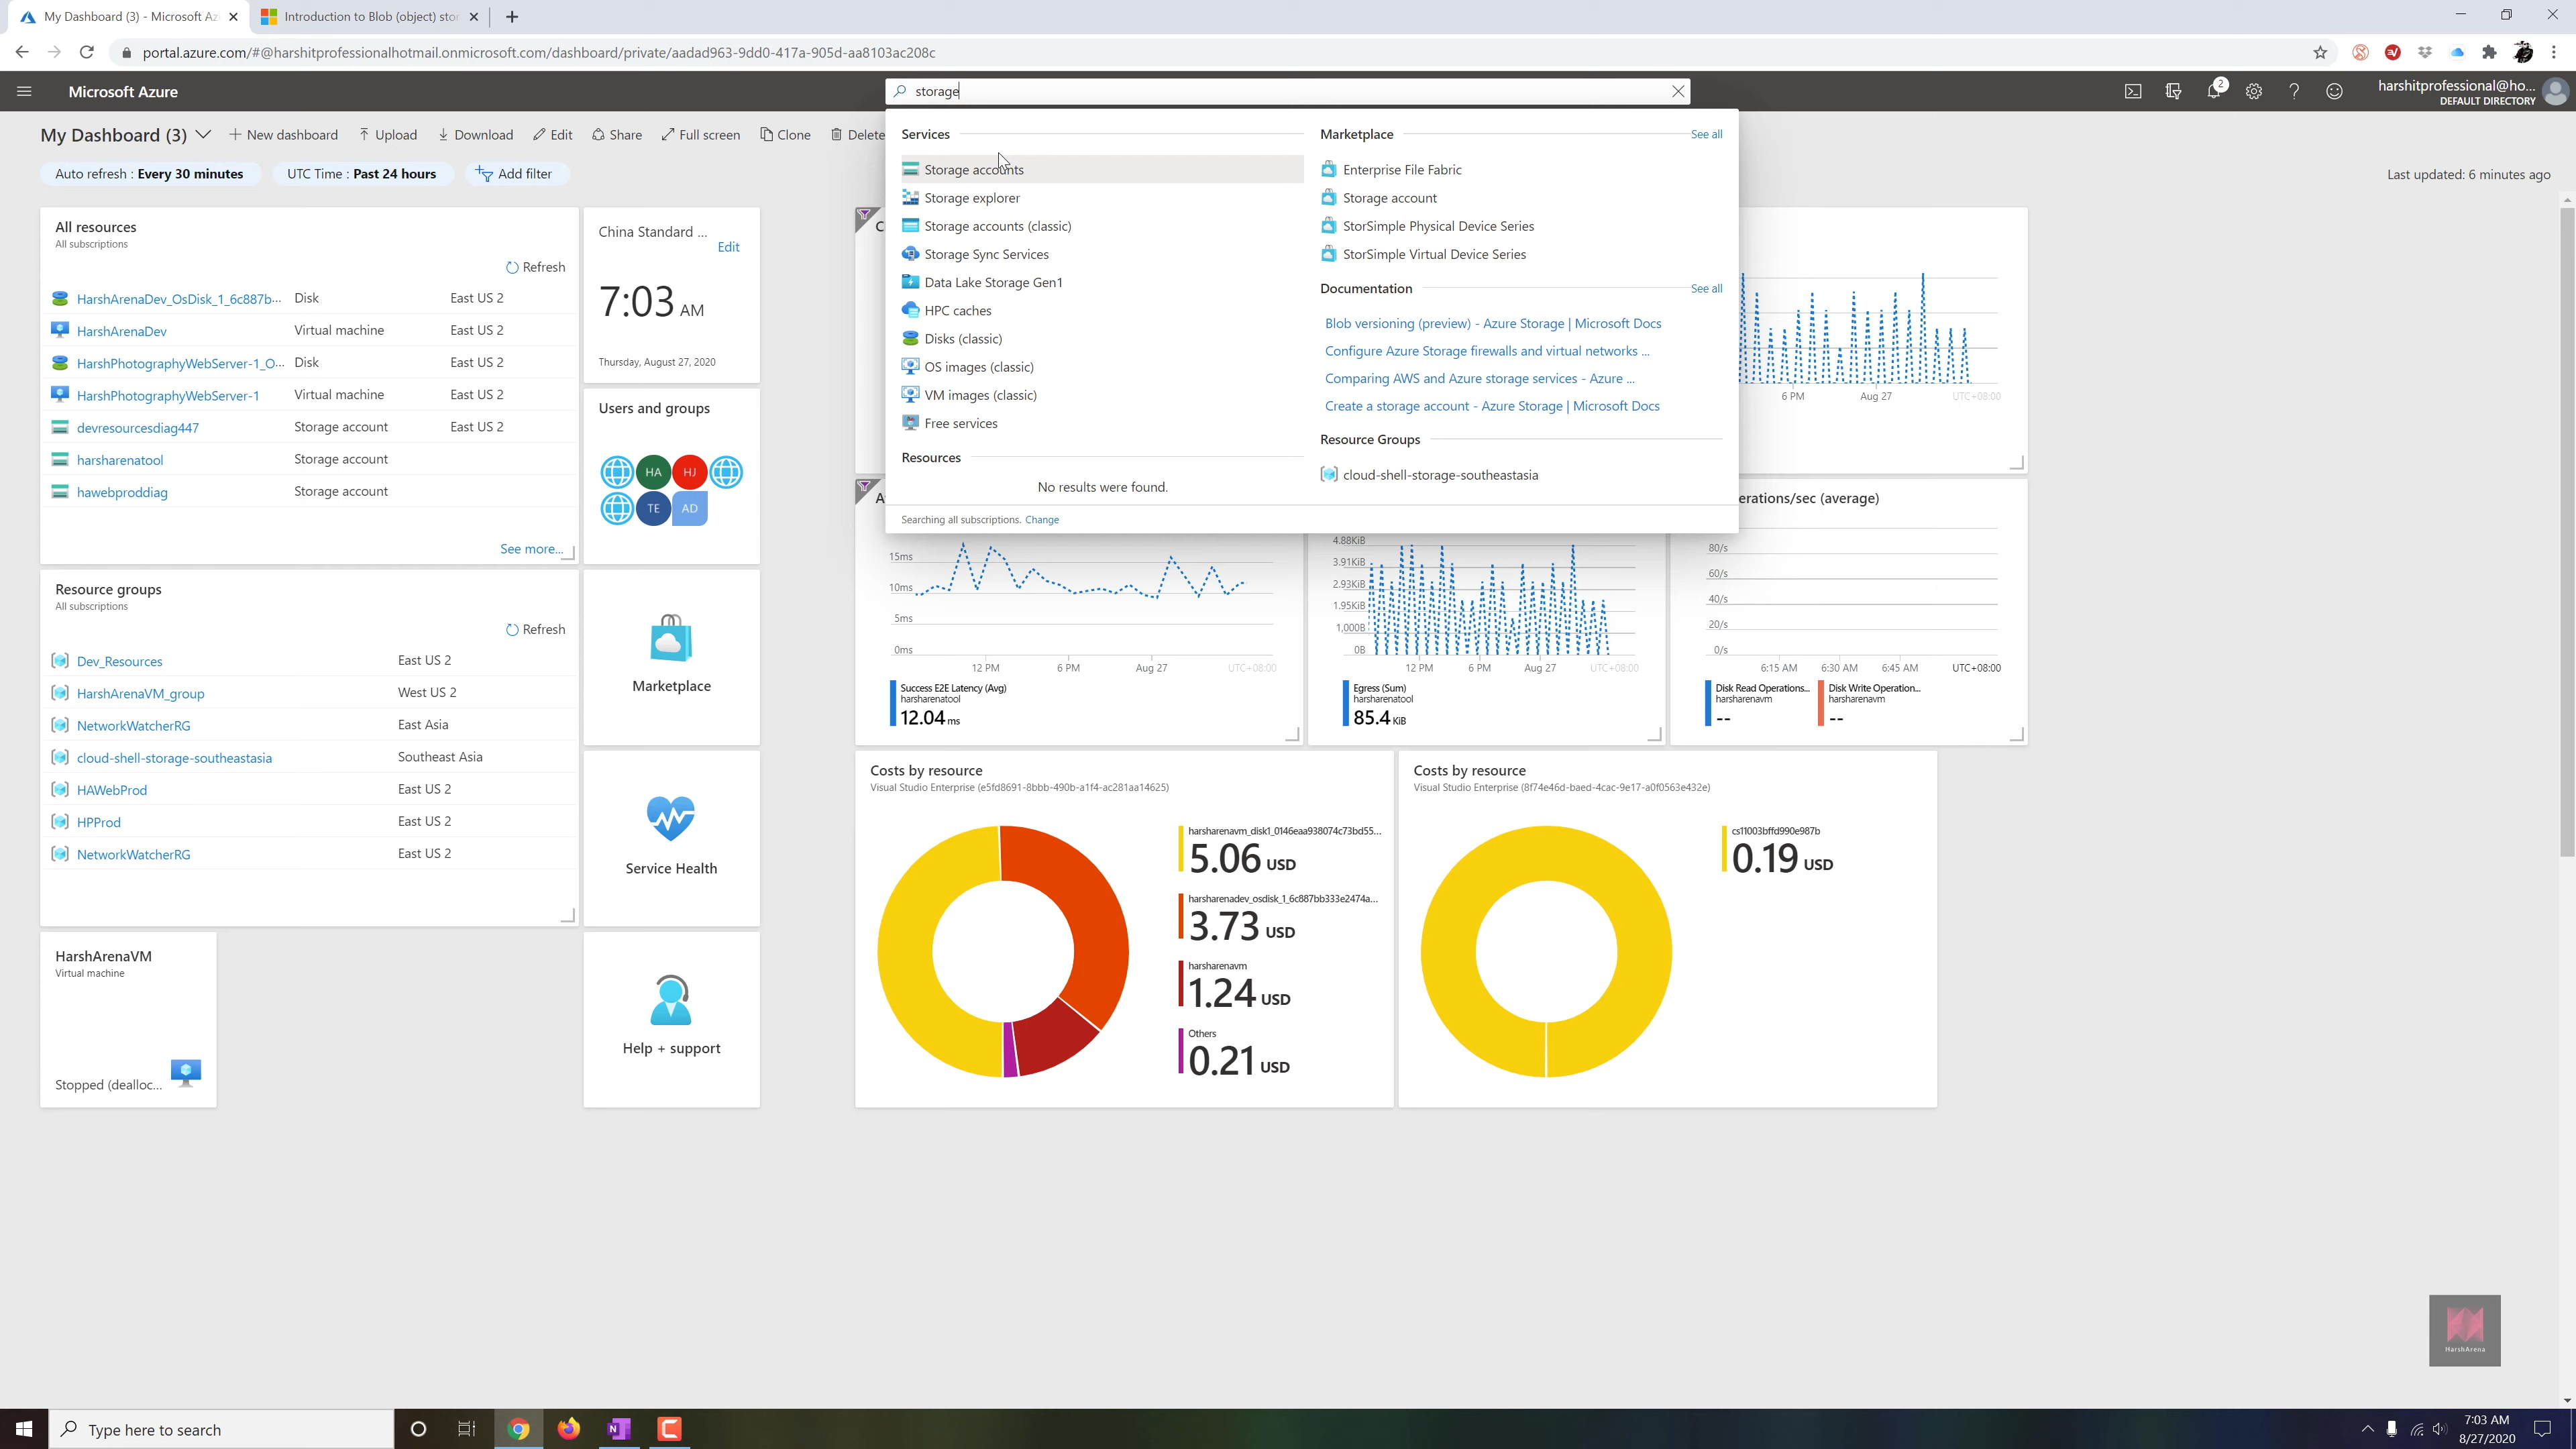 My Dashboard (3) - Microsoft Az
Introduction to Blob (object) sto
portal.azure.com/#@harshitprofessionalhotmail.onmicrosoft.com/dashboard/private/aadad963-9dd0-417a-905d-aa8103ac208c
Microsoft Azure
storage
2
harshitprofessional@ho...
DEFAULT DIRECTORY
My Dashboard (3)
New dashboard
Upload
Download
Edit
Share
Full screen
Clone
Delete
Auto refresh : Every 30 minutes
UTC Time : Past 24 hours
Add filter
Last updated: 6 minutes ago
Services
Storage accounts
Storage explorer
Storage accounts (classic)
Storage Sync Services
Data Lake Storage Gen1
HPC caches
Disks (classic)
OS images (classic)
VM images (classic)
Free services
Resources
No results were found.
Searching all subscriptions. Change
Marketplace
See all
Enterprise File Fabric
Storage account
StorSimple Physical Device Series
StorSimple Virtual Device Series
Documentation
See all
Blob versioning (preview) - Azure Storage | Microsoft Docs
Configure Azure Storage firewalls and virtual networks ...
Comparing AWS and Azure storage services - Azure ...
Create a storage account - Azure Storage | Microsoft Docs
Resource Groups
cloud-shell-storage-southeastasia
All resources
All subscriptions
Refresh
HarshArenaDev_OsDisk_1_6c887b... Disk East US 2
HarshArenaDev Virtual machine East US 2
HarshPhotographyWebServer-1_O... Disk East US 2
HarshPhotographyWebServer-1 Virtual machine East US 2
devresourcesdiag447 Storage account East US 2
harsharenatool Storage account
hawebproddiag Storage account
See more...
China Standard ...
Edit
7:03 AM
Thursday, August 27, 2020
Users and groups
HA
HJ
TE
AD
Resource groups
All subscriptions
Refresh
Dev_Resources East US 2
HarshArenaVM_group West US 2
NetworkWatcherRG East Asia
cloud-shell-storage-southeastasia Southeast Asia
HAWebProd East US 2
HPProd East US 2
NetworkWatcherRG East US 2
Marketplace
Service Health
Help + support
HarshArenaVM
Virtual machine
Stopped (dealloc...
C
6 PM
Aug 27
UTC+08:00
A
15ms
10ms
5ms
0ms
12 PM
6 PM
Aug 27
UTC+08:00
Success E2E Latency (Avg)
harsharenatool
12.04 ms
4.88KiB
3.91KiB
2.93KiB
1.95KiB
1,000B
0B
12 PM
6 PM
Aug 27
UTC+08:00
Egress (Sum)
harsharenatool
85.4 KiB
erations/sec (average)
80/s
60/s
40/s
20/s
0/s
6:15 AM
6:30 AM
6:45 AM
UTC+08:00
Disk Read Operations...
harsharenavm
--
Disk Write Operation...
harsharenavm
--
Costs by resource
Visual Studio Enterprise (e5fd8691-8bbb-490b-a1f4-ac281aa14625)
harsharenavm_disk1_0146eaa938074c73bd55...
5.06 USD
harsharenadev_osdisk_1_6c887bb333e2474a...
3.73 USD
harsharenavm
1.24 USD
Others
0.21 USD
Costs by resource
Visual Studio Enterprise (8f74e46d-baed-4cac-9e17-a0f0563e432e)
cs11003bffd990e987b
0.19 USD
HarshArena
Type here to search
7:03 AM
8/27/2020